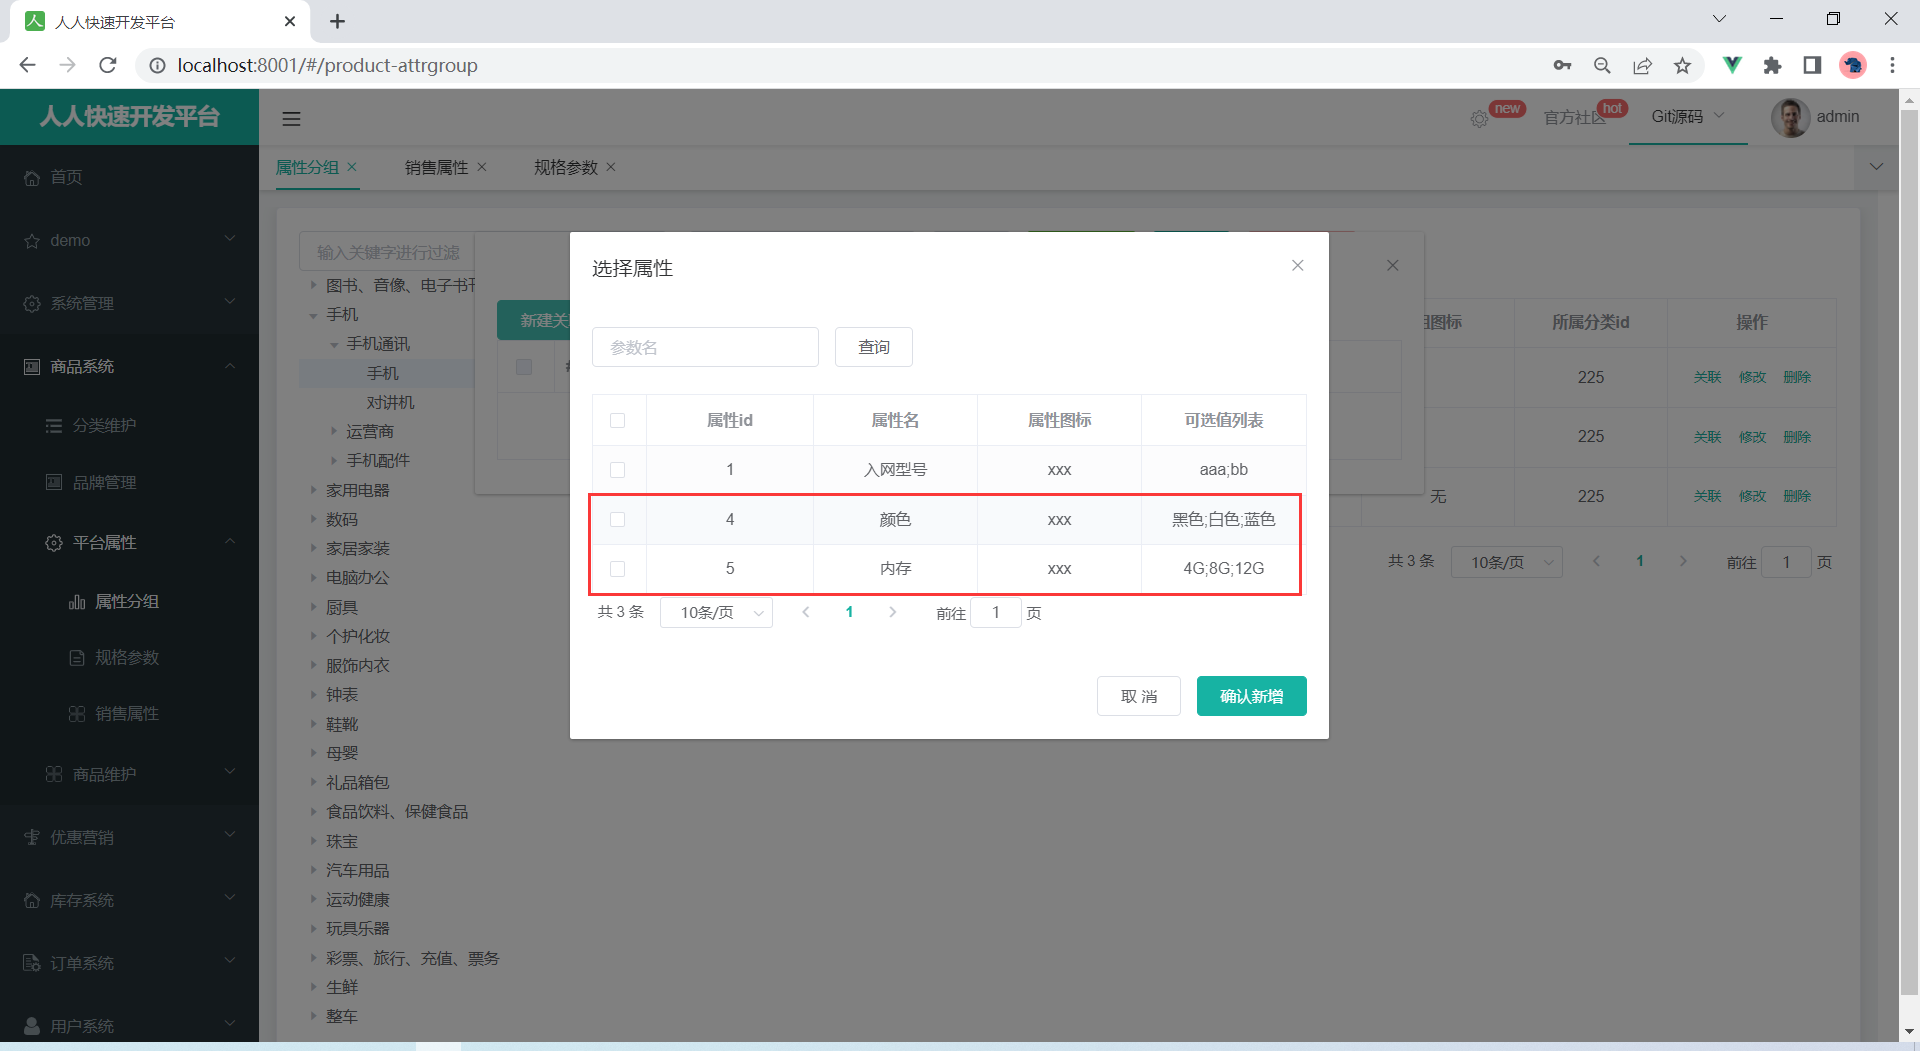 人人快速开发平台
localhost:8001/#/product-attrgroup
人人快速开发平台
new
官方社区
hot
Git源码
admin
属性分组
销售属性
规格参数
首页
demo
系统管理
商品系统
分类维护
品牌管理
平台属性
属性分组
规格参数
销售属性
商品维护
优惠营销
库存系统
订单系统
用户系统
输入关键字进行过滤
图书、音像、电子书刊
手机
手机通讯
手机
对讲机
运营商
手机配件
家用电器
数码
家居家装
电脑办公
厨具
个护化妆
服饰内衣
钟表
鞋靴
母婴
礼品箱包
食品饮料、保健食品
珠宝
汽车用品
运动健康
玩具乐器
彩票、旅行、充值、票务
生鲜
整车
新建关
选择属性
参数名
查询
属性id 属性名 属性图标 可选值列表
1 入网型号 xxx aaa;bb
4 颜色 xxx 黑色;白色;蓝色
5 内存 xxx 4G;8G;12G
共 3 条 10条/页 1 前往 1 页
取 消
确认新增
组图标 所属分类id 操作
225 关联 修改 删除
225 关联 修改 删除
无 225 关联 修改 删除
共 3 条 10条/页 1 前往 1 页